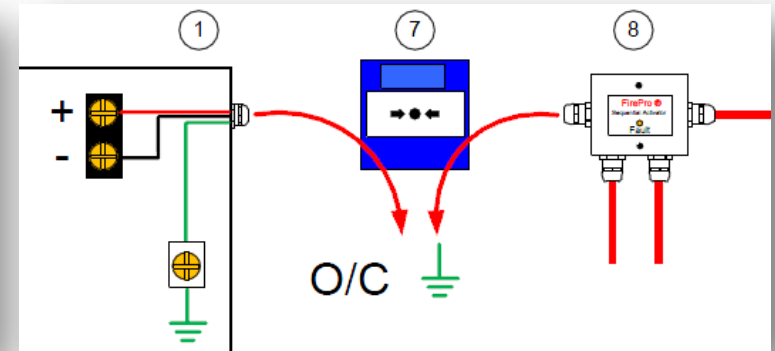 1
7
8
+
-
FirePro
Sequential Activator
Fault
O/C